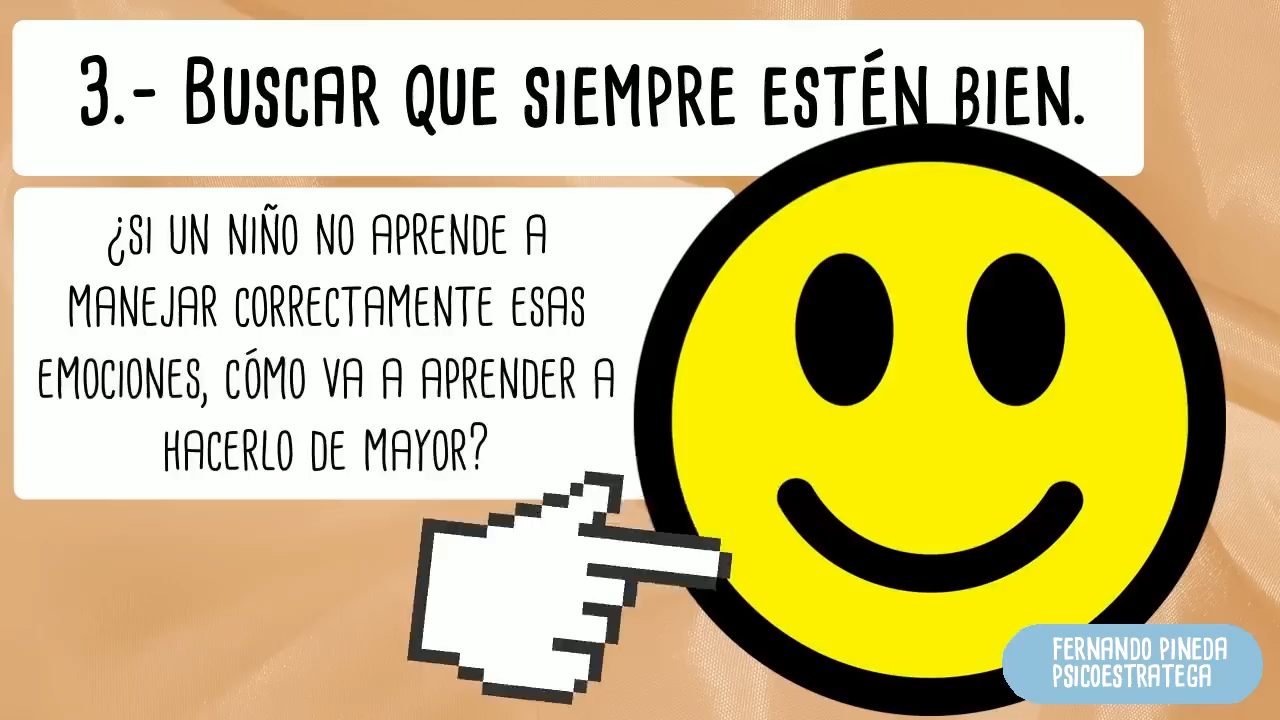 3.- BUSCAR QUE SIEMPRE ESTÉN BIEN.
¿SI UN NIÑO NO APRENDE A
MANEJAR CORRECTAMENTE ESAS
EMOCIONES, CÓMO VA A APRENDER A
HACERLO DE MAYOR?
FERNANDO PINEDA
PSICOESTRATEGA